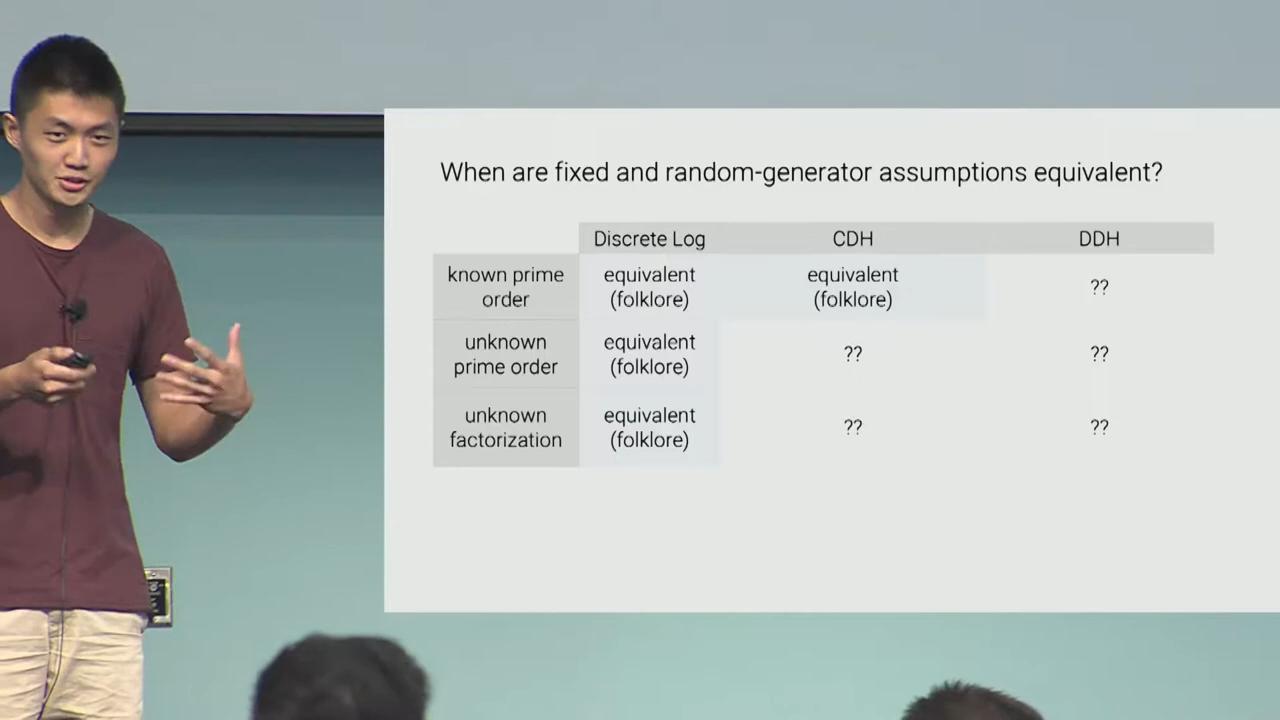 When are fixed and random-generator assumptions equivalent?
Discrete Log CDH DDH
known prime order equivalent (folklore) equivalent (folklore) ??
unknown prime order equivalent (folklore) ?? ??
unknown factorization equivalent (folklore) ?? ??